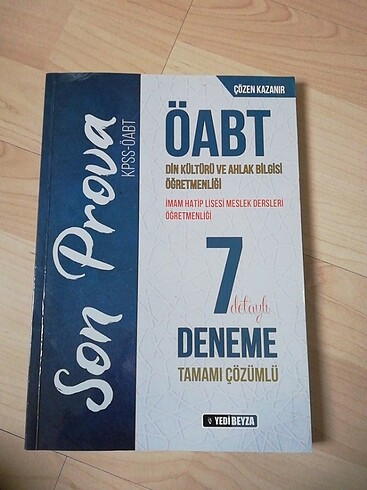 ÇÖZEN KAZANIR
Son Prova
KPSS-ÖABT
ÖABT
DİN KÜLTÜRÜ VE AHLAK BİLGİSİ
ÖĞRETMENLİĞİ
İMAM HATİP LİSESİ MESLEK DERSLERİ
ÖĞRETMENLİĞİ
7
detaylı
DENEME
TAMAMI ÇÖZÜMLÜ
YEDİBEYZA